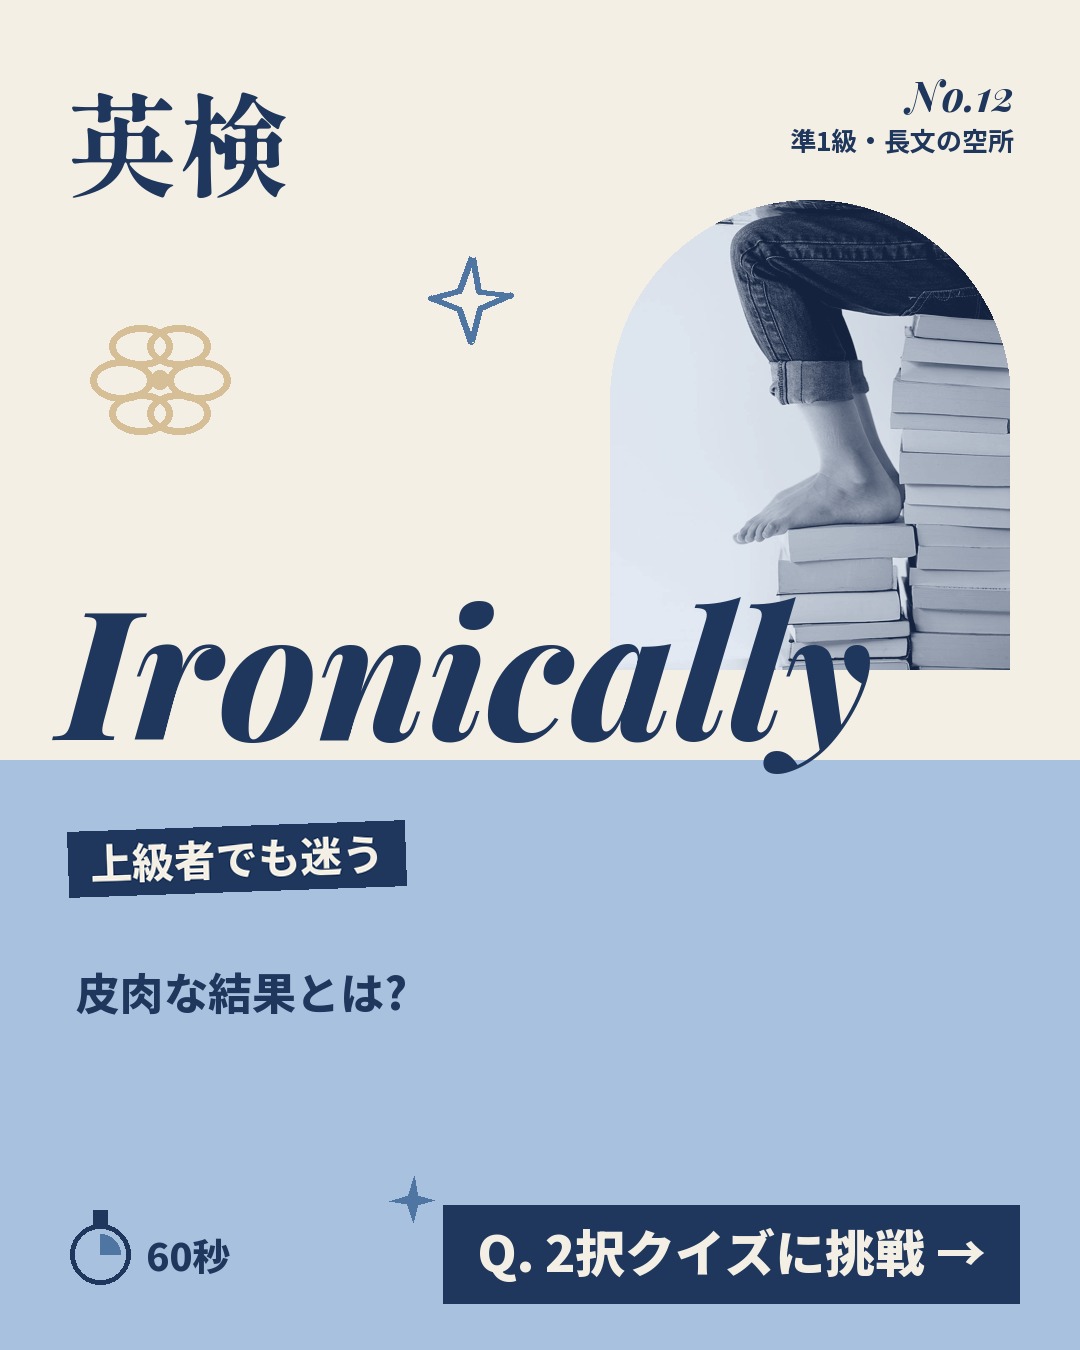 英検
No.12
準1級・長文の空所
Ironically
上級者でも迷う
皮肉な結果とは?
60秒
Q. 2択クイズに挑戦 →